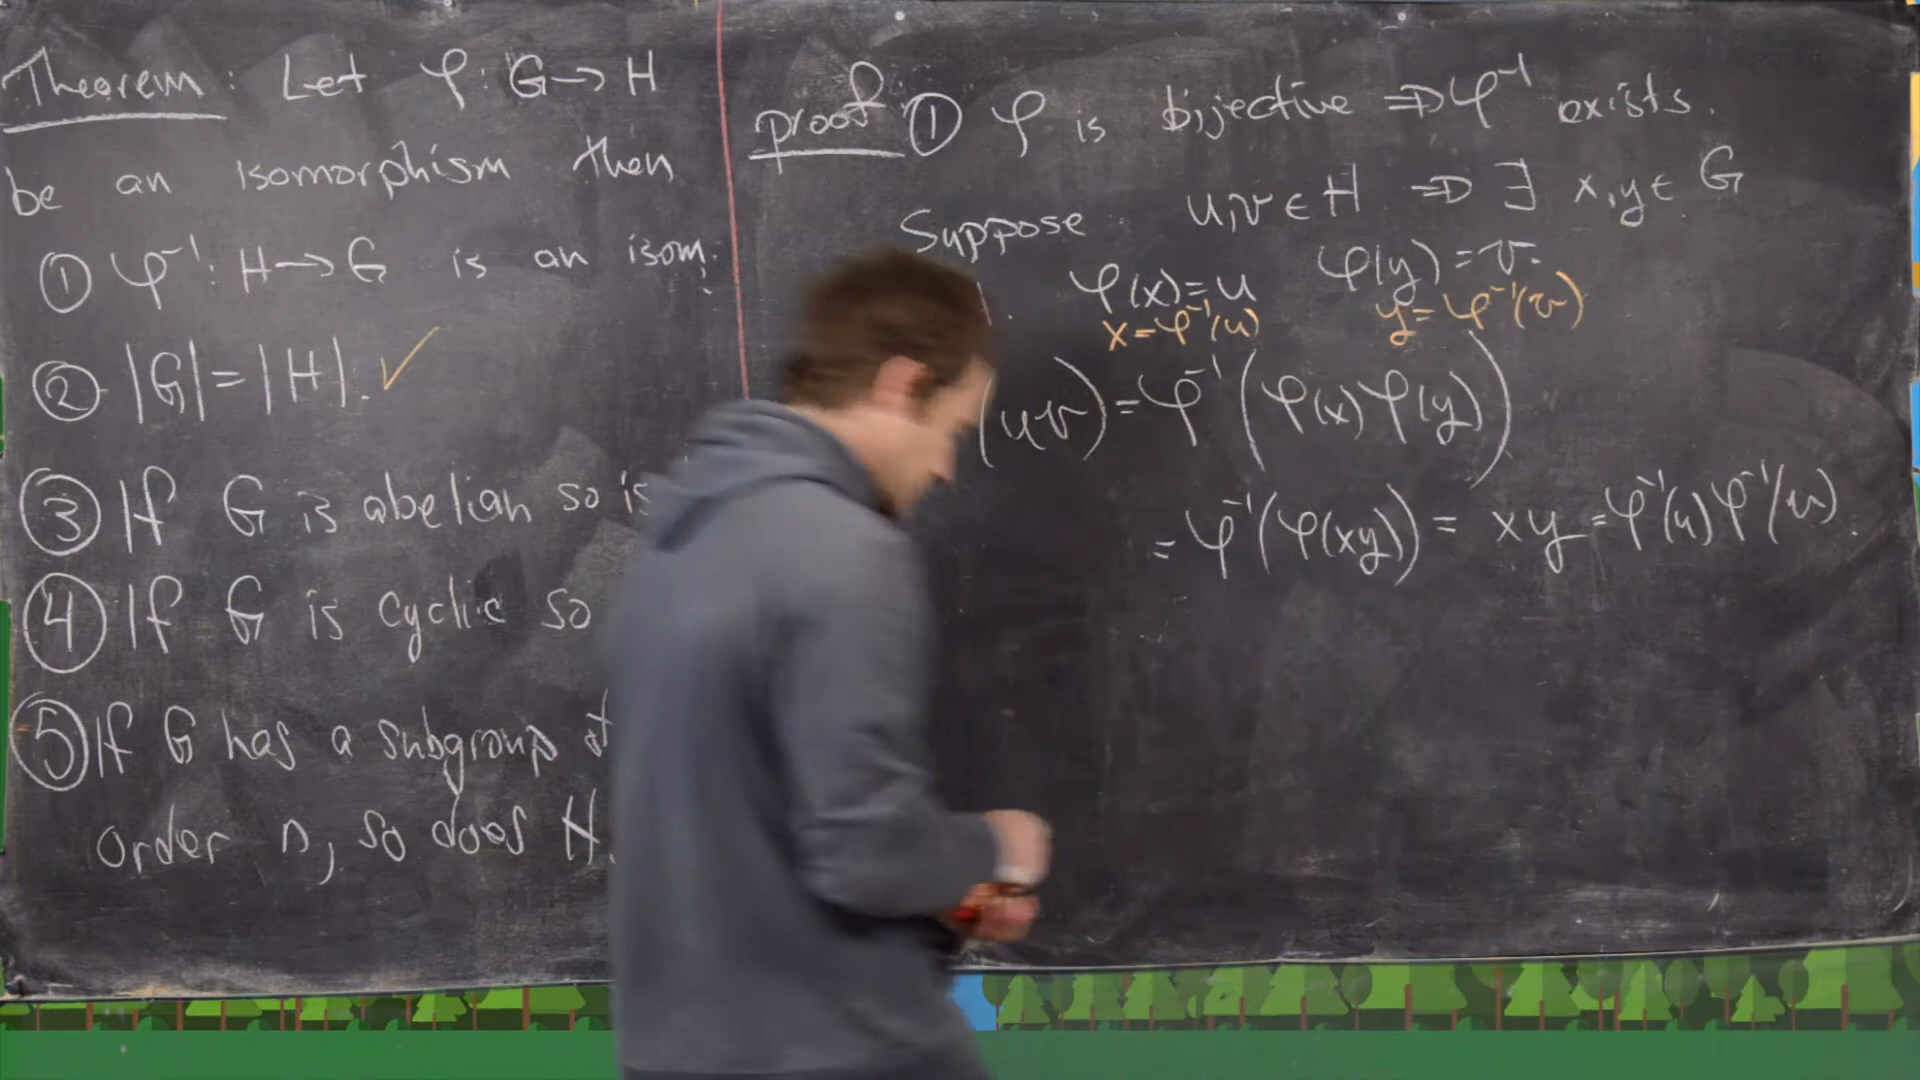 Theorem: Let φ: G→H
be an isomorphism then
① φ⁻¹: H→G is an isom.
② |G|=|H|. ✓
③ If G is abelian so is
④ If G is cyclic so
⑤ If G has a subgroup of
order n, so does H.
proof: ① φ is bijective ⇒ φ⁻¹ exists.
Suppose u,v ∈ H ⇒ ∃ x,y ∈ G
φ(x)=u φ(y)=v.
x=φ⁻¹(u) y=φ⁻¹(v)
(uv)=φ⁻¹(φ(x)φ(y))
=φ⁻¹(φ(xy)) = xy =φ⁻¹(u)φ⁻¹(v).